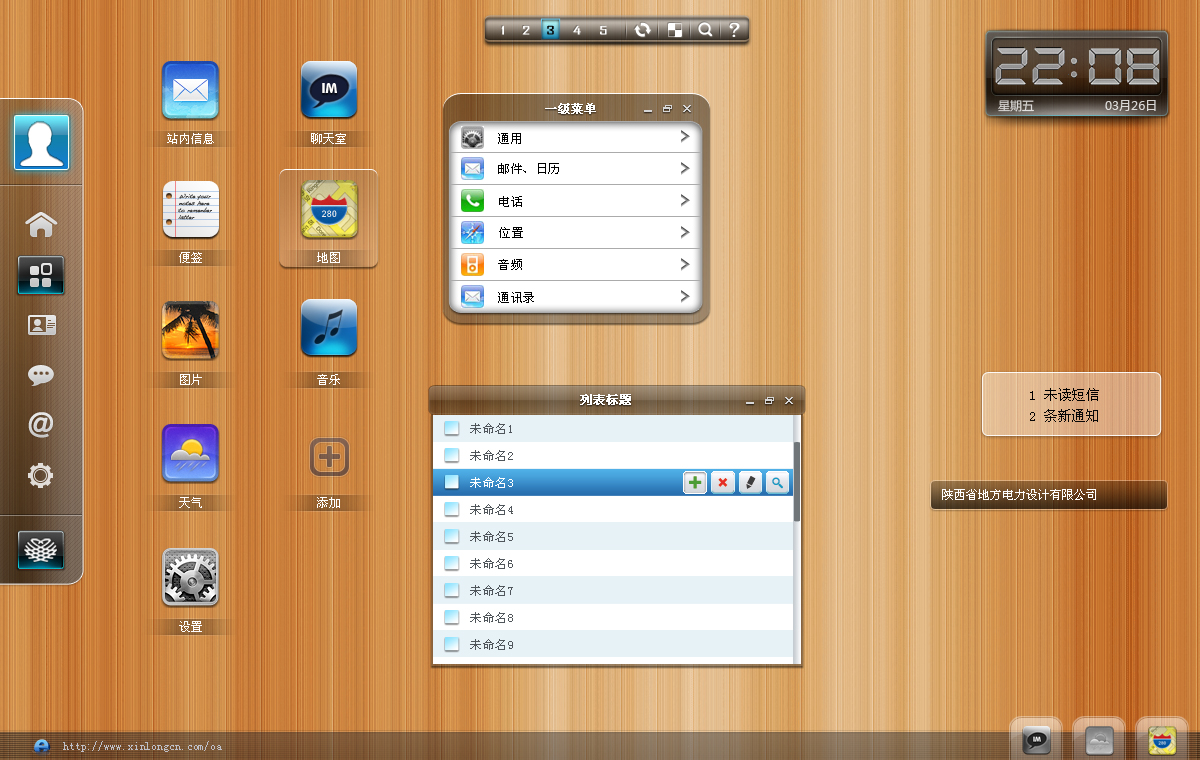 1 2 3 4 5 ?
22:08
星期五 03月26日
站内信息
IM
聊天室
Write your notes here to remember latter
便签
280
地图
图片
音乐
天气
添加
设置
@
一级菜单
通用
邮件、日历
电话
位置
音频
通讯录
列表标题
未命名1
未命名2
未命名3
未命名4
未命名5
未命名6
未命名7
未命名8
未命名9
1 未读短信
2 条新通知
陕西省地方电力设计有限公司
http://www.xinlongcn.com/oa
IM
280